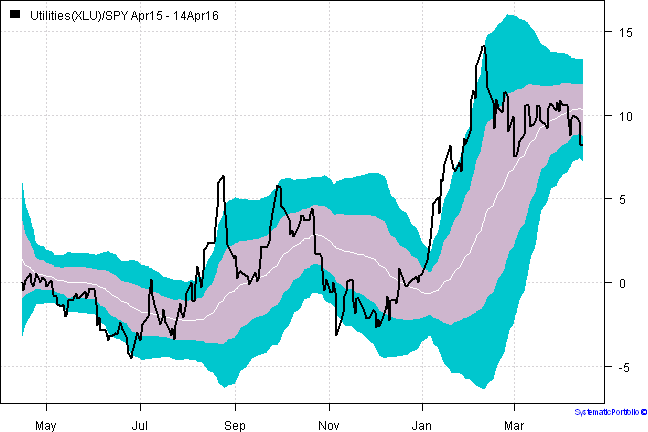 Utilities(XLU)/SPY Apr15 - 14Apr16
15
10
5
0
-5
May Jul Sep Nov Jan Mar
SystematicPortfolio ©